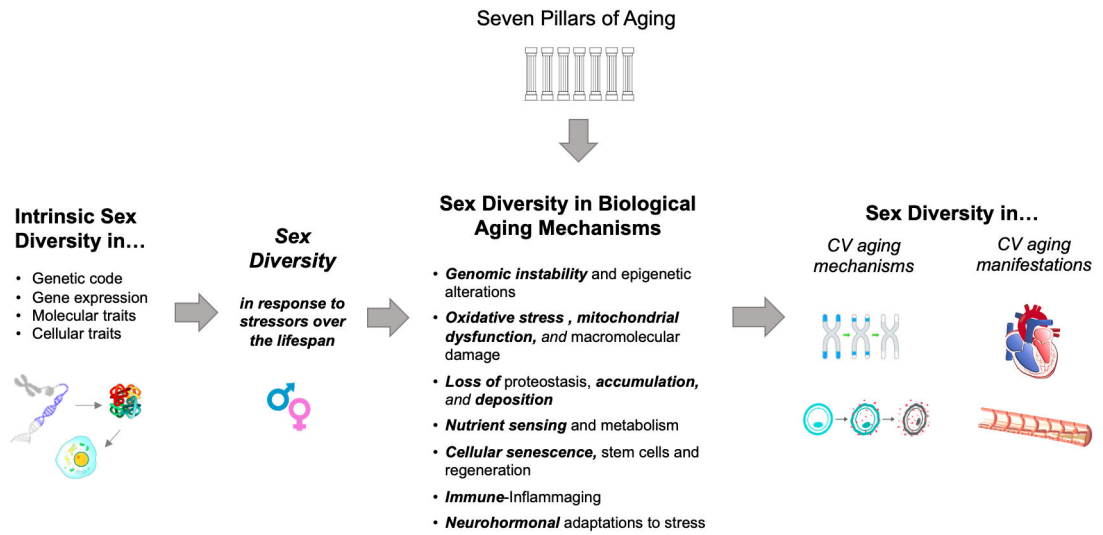 Seven Pillars of Aging
Intrinsic Sex
Diversity in…
• Genetic code
• Gene expression
• Molecular traits
• Cellular traits
Sex
Diversity
in response to
stressors over
the lifespan
Sex Diversity in Biological
Aging Mechanisms
• Genomic instability and epigenetic
alterations
• Oxidative stress , mitochondrial
dysfunction, and macromolecular
damage
• Loss of proteostasis, accumulation,
and deposition
• Nutrient sensing and metabolism
• Cellular senescence, stem cells and
regeneration
• Immune-Inflammaging
• Neurohormonal adaptations to stress
Sex Diversity in…
CV aging
mechanisms
CV aging
manifestations